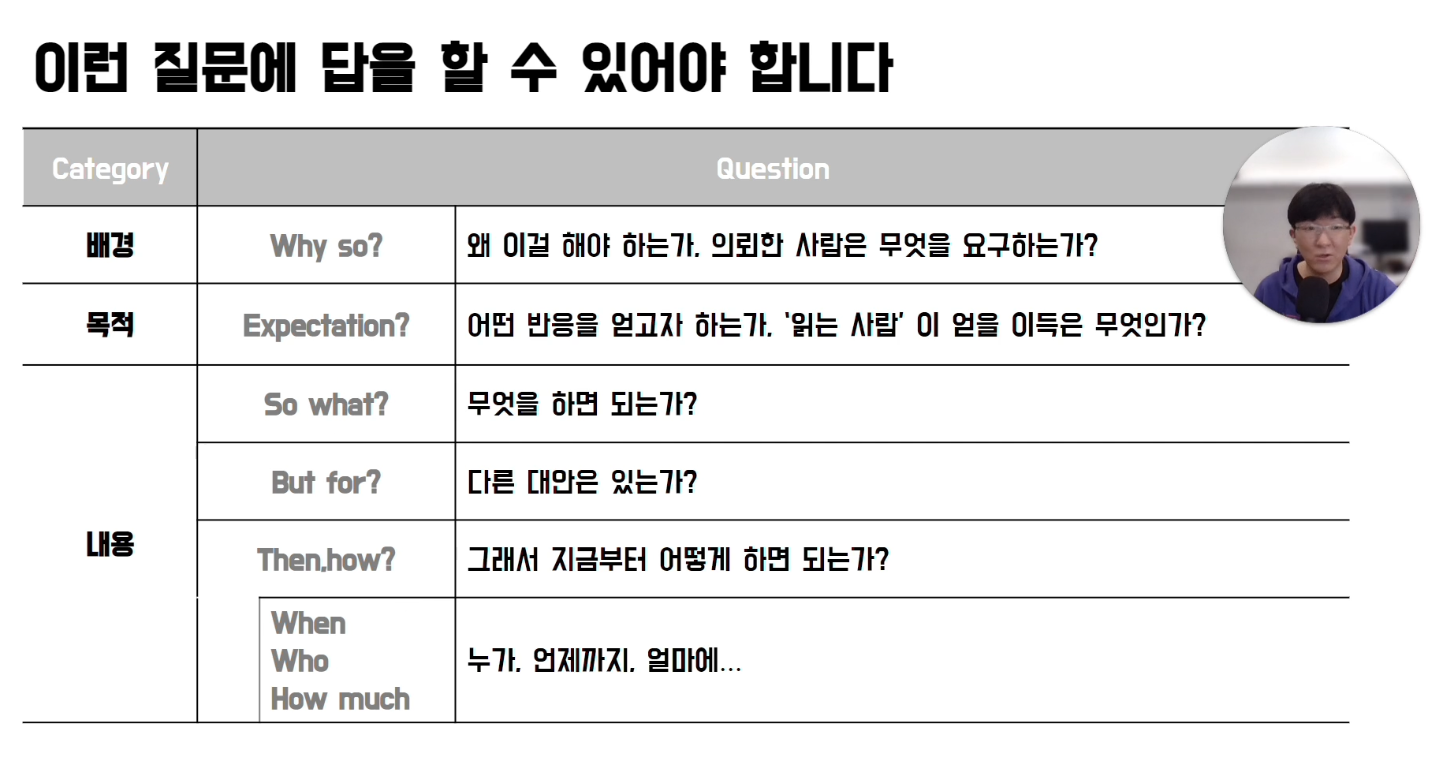 이런 질문에 답을 할 수 있어야 합니다
Category
Question
배경
Why so?
왜 이걸 해야 하는가, 의뢰한 사람은 무엇을 요구하는가?
목적
Expectation?
어떤 반응을 얻고자 하는가, '읽는 사람' 이 얻을 이득은 무엇인가?
내용
So what?
무엇을 하면 되는가?
But for?
다른 대안은 있는가?
Then,how?
그래서 지금부터 어떻게 하면 되는가?
When
Who
How much
누가, 언제까지, 얼마에...